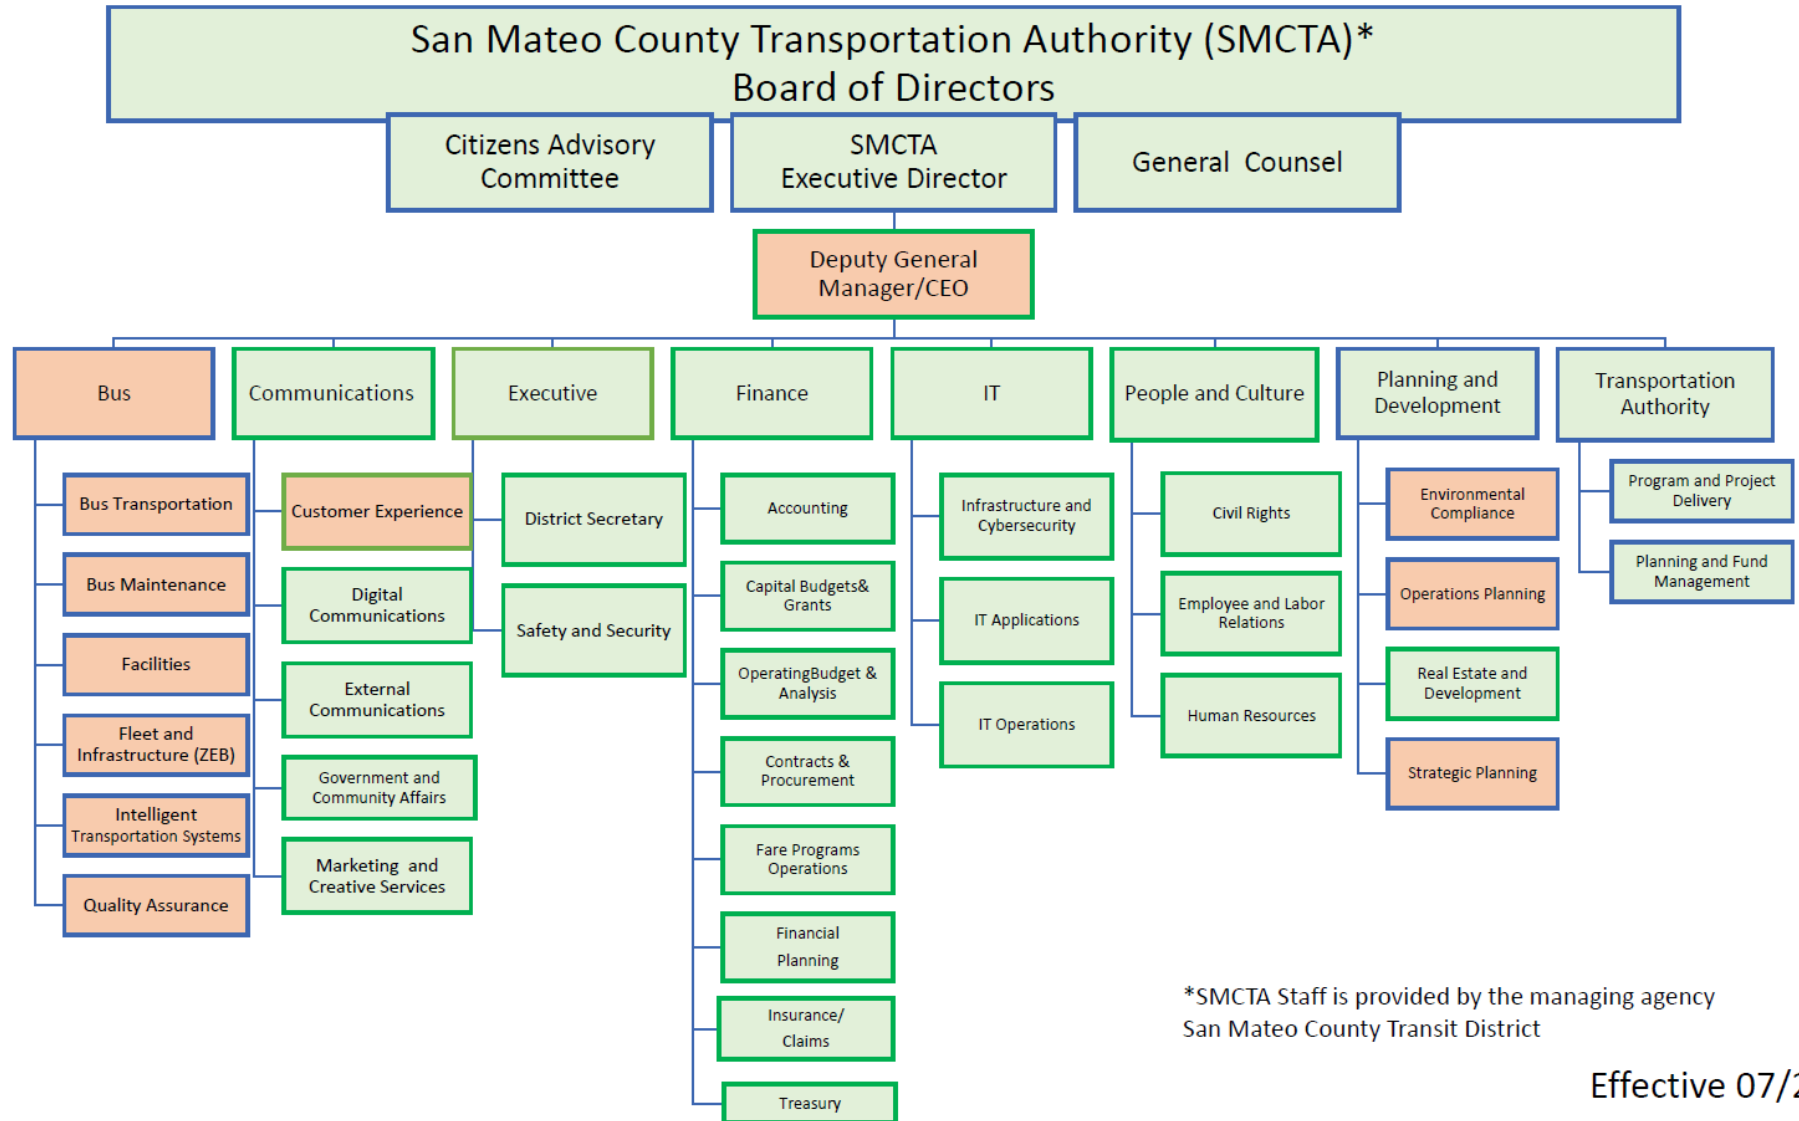 San Mateo County Transportation Authority (SMCTA)*
Board of Directors
Citizens Advisory
Committee
SMCTA
Executive Director
General Counsel
Deputy General
Manager/CEO
Bus
Communications
Executive
Finance
IT
People and Culture
Planning and
Development
Transportation
Authority
Bus Transportation
Bus Maintenance
Facilities
Fleet and
Infrastructure (ZEB)
Intelligent
Transportation Systems
Quality Assurance
Customer Experience
Digital
Communications
External
Communications
Government and
Community Affairs
Marketing and
Creative Services
District Secretary
Safety and Security
Accounting
Capital Budgets&
Grants
OperatingBudget &
Analysis
Contracts &
Procurement
Fare Programs
Operations
Financial
Planning
Insurance/
Claims
Treasury
Infrastructure and
Cybersecurity
IT Applications
IT Operations
Civil Rights
Employee and Labor
Relations
Human Resources
Environmental
Compliance
Operations Planning
Real Estate and
Development
Strategic Planning
Program and Project
Delivery
Planning and Fund
Management
*SMCTA Staff is provided by the managing agency
San Mateo County Transit District
Effective 07/2